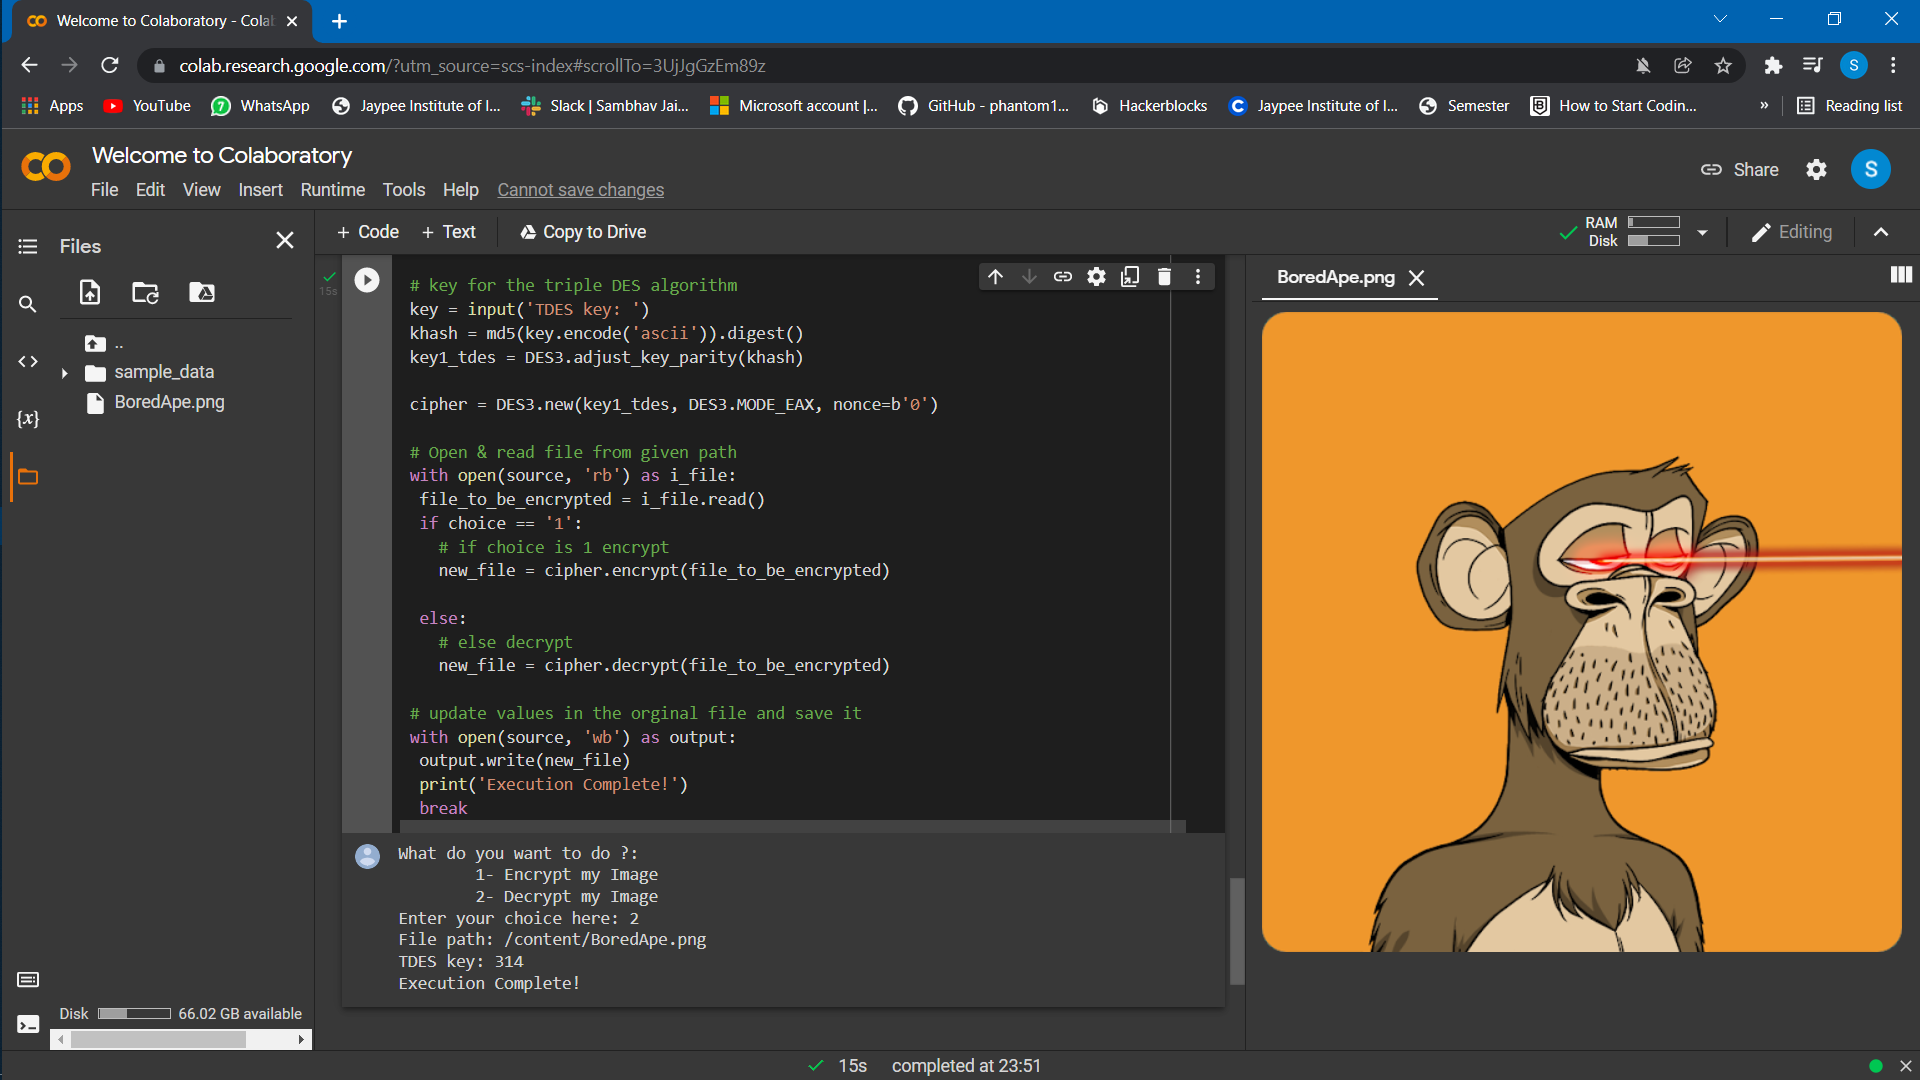 Welcome to Colaboratory - Cola
colab.research.google.com/?utm_source=scs-index#scrollTo=3UjJgGzEm89z
S
Apps
YouTube
7
WhatsApp
Jaypee Institute of I...
Slack | Sambhav Jai...
Microsoft account |...
GitHub - phantom1...
Hackerblocks
C
Jaypee Institute of I...
Semester
How to Start Codin...
»
Reading list
Welcome to Colaboratory
File Edit View Insert Runtime Tools Help Cannot save changes
Share
S
Files
+ Code + Text
Copy to Drive
RAM
Disk
Editing
..
sample_data
BoredApe.png
{x}
15s
# key for the triple DES algorithm
key = input('TDES key: ')
khash = md5(key.encode('ascii')).digest()
key1_tdes = DES3.adjust_key_parity(khash)
cipher = DES3.new(key1_tdes, DES3.MODE_EAX, nonce=b'0')
# Open & read file from given path
with open(source, 'rb') as i_file:
file_to_be_encrypted = i_file.read()
if choice == '1':
# if choice is 1 encrypt
new_file = cipher.encrypt(file_to_be_encrypted)
else:
# else decrypt
new_file = cipher.decrypt(file_to_be_encrypted)
# update values in the orginal file and save it
with open(source, 'wb') as output:
output.write(new_file)
print('Execution Complete!')
break
What do you want to do ?:
1- Encrypt my Image
2- Decrypt my Image
Enter your choice here: 2
File path: /content/BoredApe.png
TDES key: 314
Execution Complete!
BoredApe.png
Disk
66.02 GB available
15s completed at 23:51